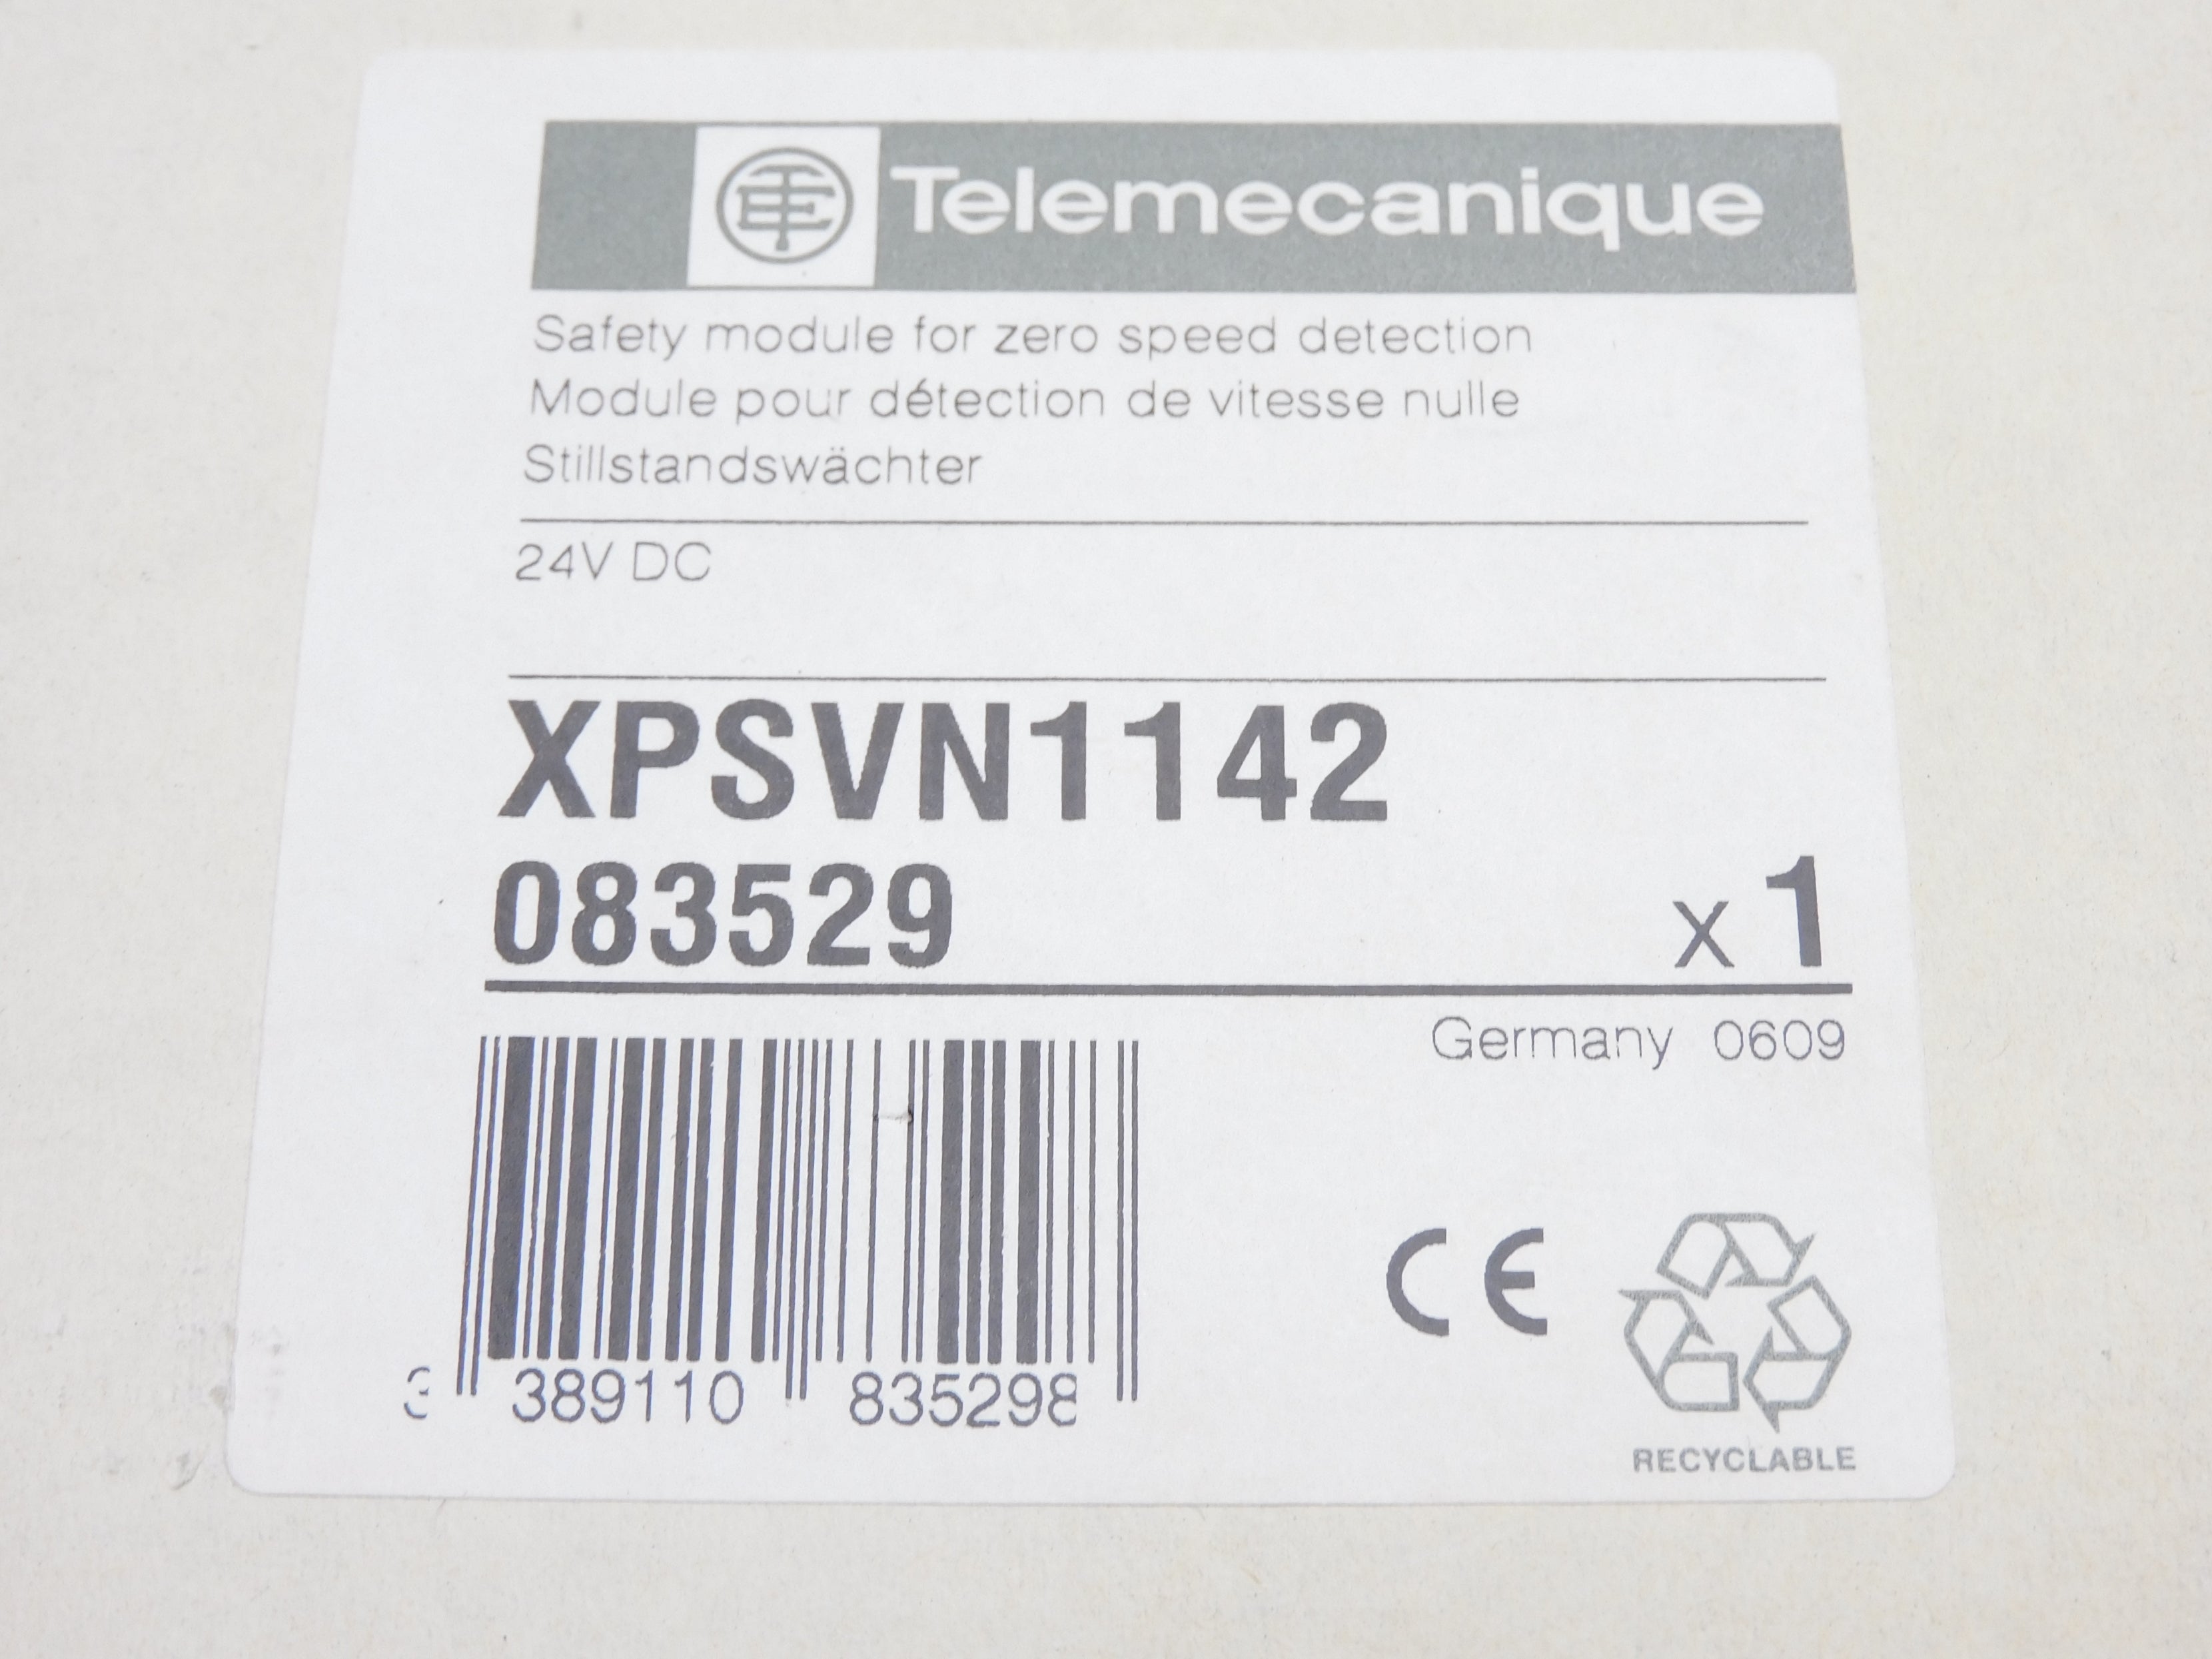 Telemecanique
Safety module for zero speed detection
Module pour détection de vitesse nulle
Stillstandswächter
24V DC
XPSVN1142
083529 x 1
Germany 0609
3 389110 835298
CE
RECYCLABLE